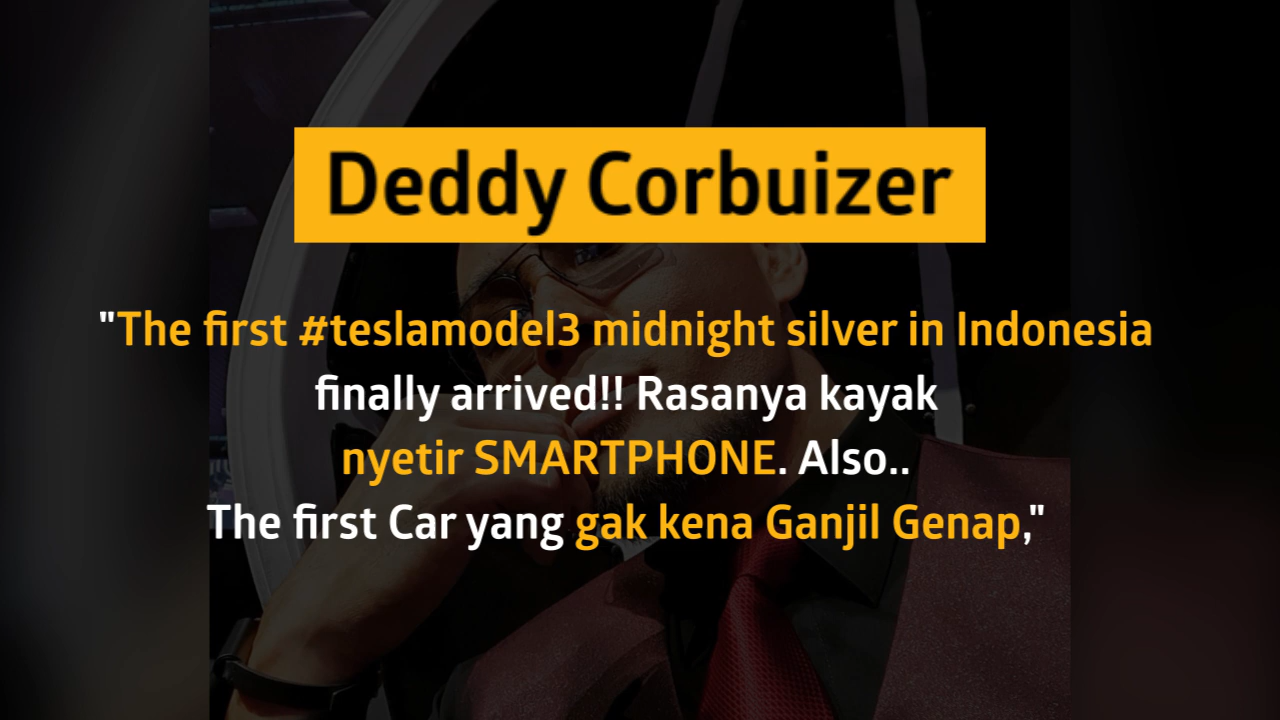 Deddy Corbuizer
"The first #teslamodel3 midnight silver in Indonesia
finally arrived!! Rasanya kayak
nyetir SMARTPHONE. Also..
The first Car yang gak kena Ganjil Genap,"